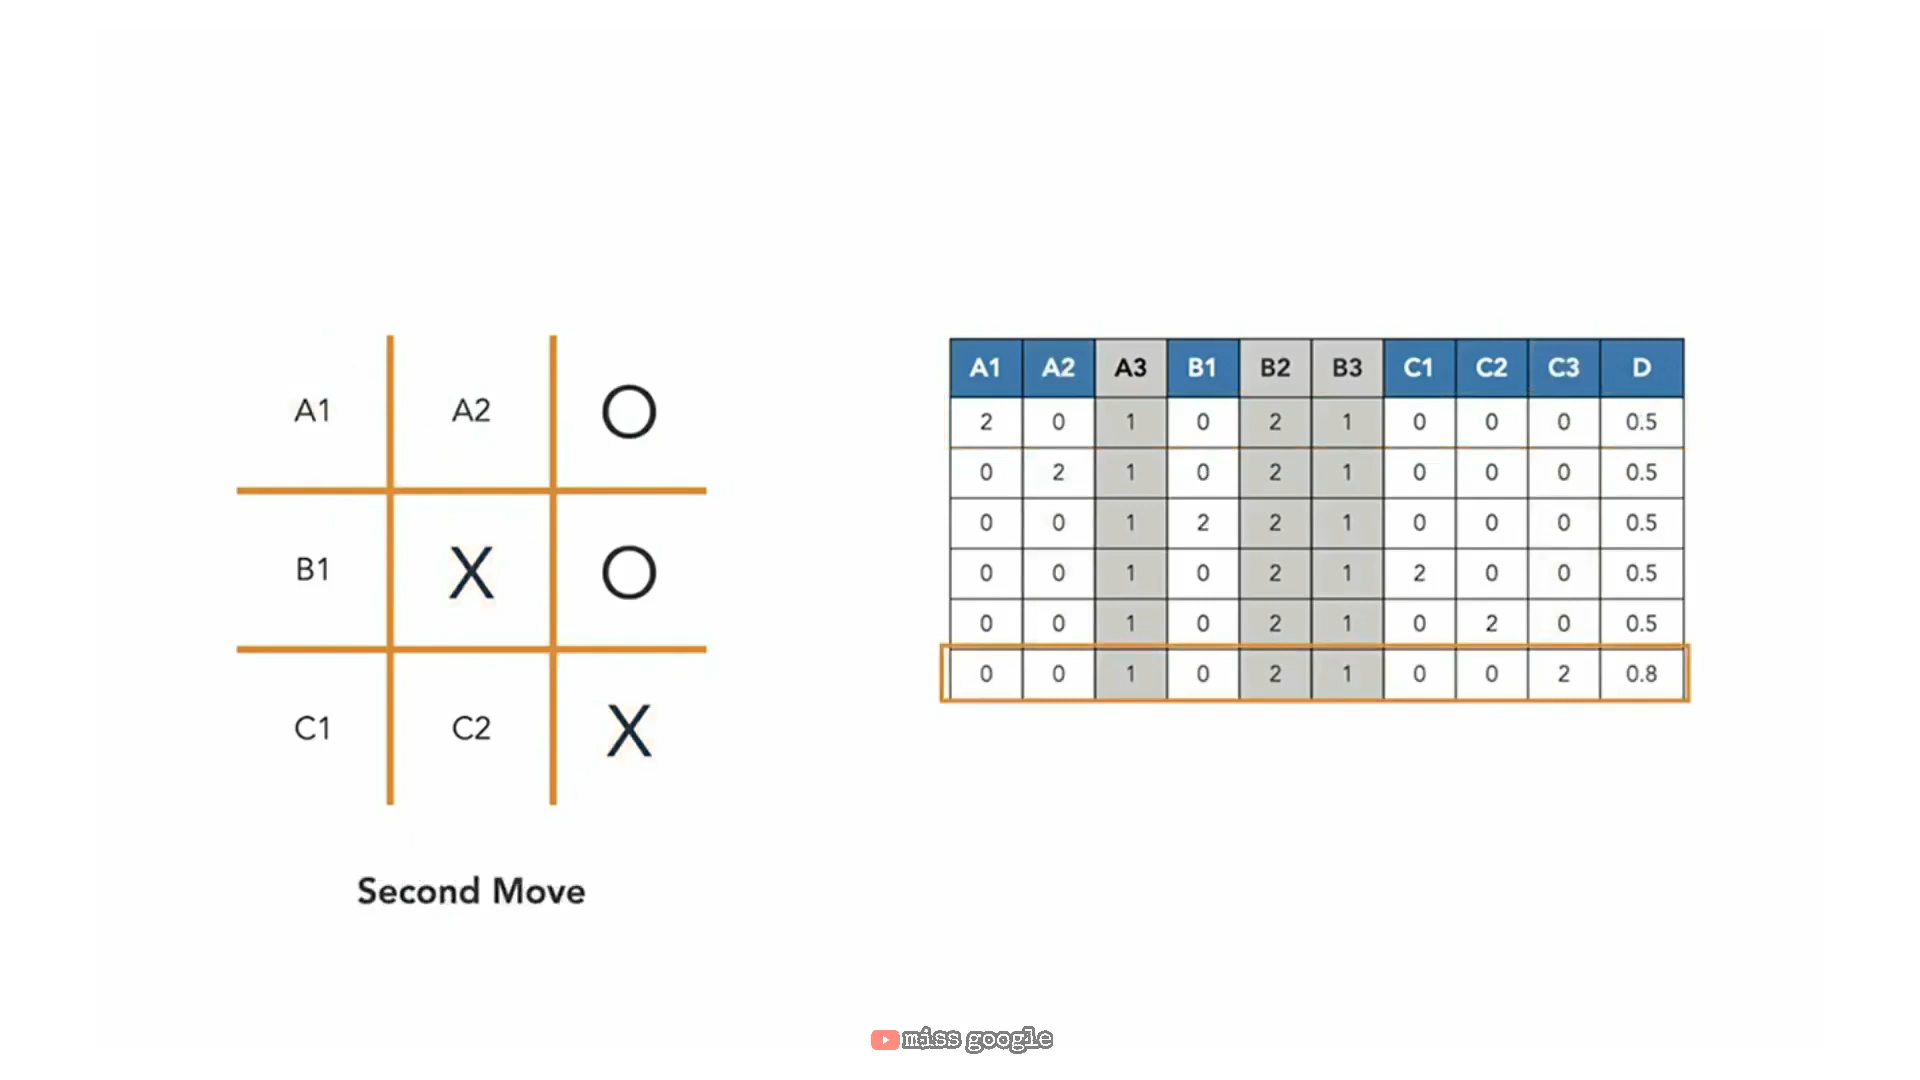 A1 A2 O
B1 X O
C1 C2 X
Second Move
A1 A2 A3 B1 B2 B3 C1 C2 C3 D
2 0 1 0 2 1 0 0 0 0.5
0 2 1 0 2 1 0 0 0 0.5
0 0 1 2 2 1 0 0 0 0.5
0 0 1 0 2 1 2 0 0 0.5
0 0 1 0 2 1 0 2 0 0.5
0 0 1 0 2 1 0 0 2 0.8
miss google